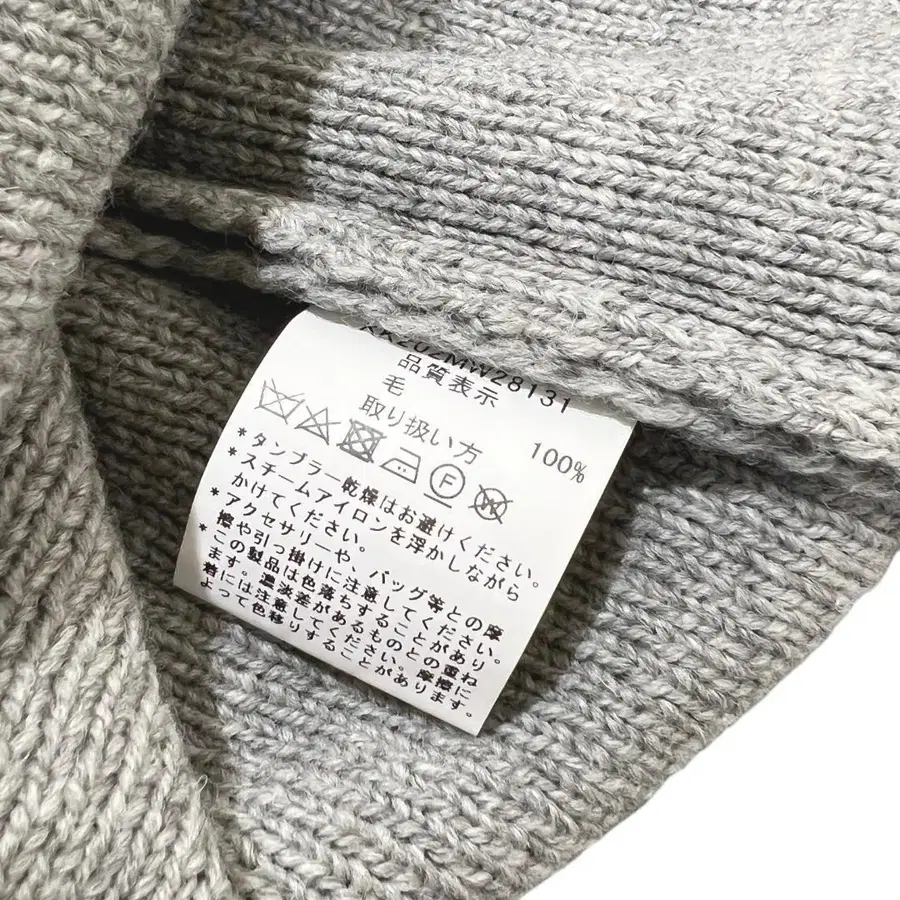 品質表示
毛 100%
取り扱い方
F W
*タンブラー乾燥はお避けください。
*スチームアイロンを浮かしながら
かけてください。
*アクセサリーや、バッグ等との摩
擦や引っ掛けに注意してください。
*この製品は色落ちすることがあり
ます。濃淡差があるものとの重ね
着には注意してください。摩擦に
よって色移りすることがあります。